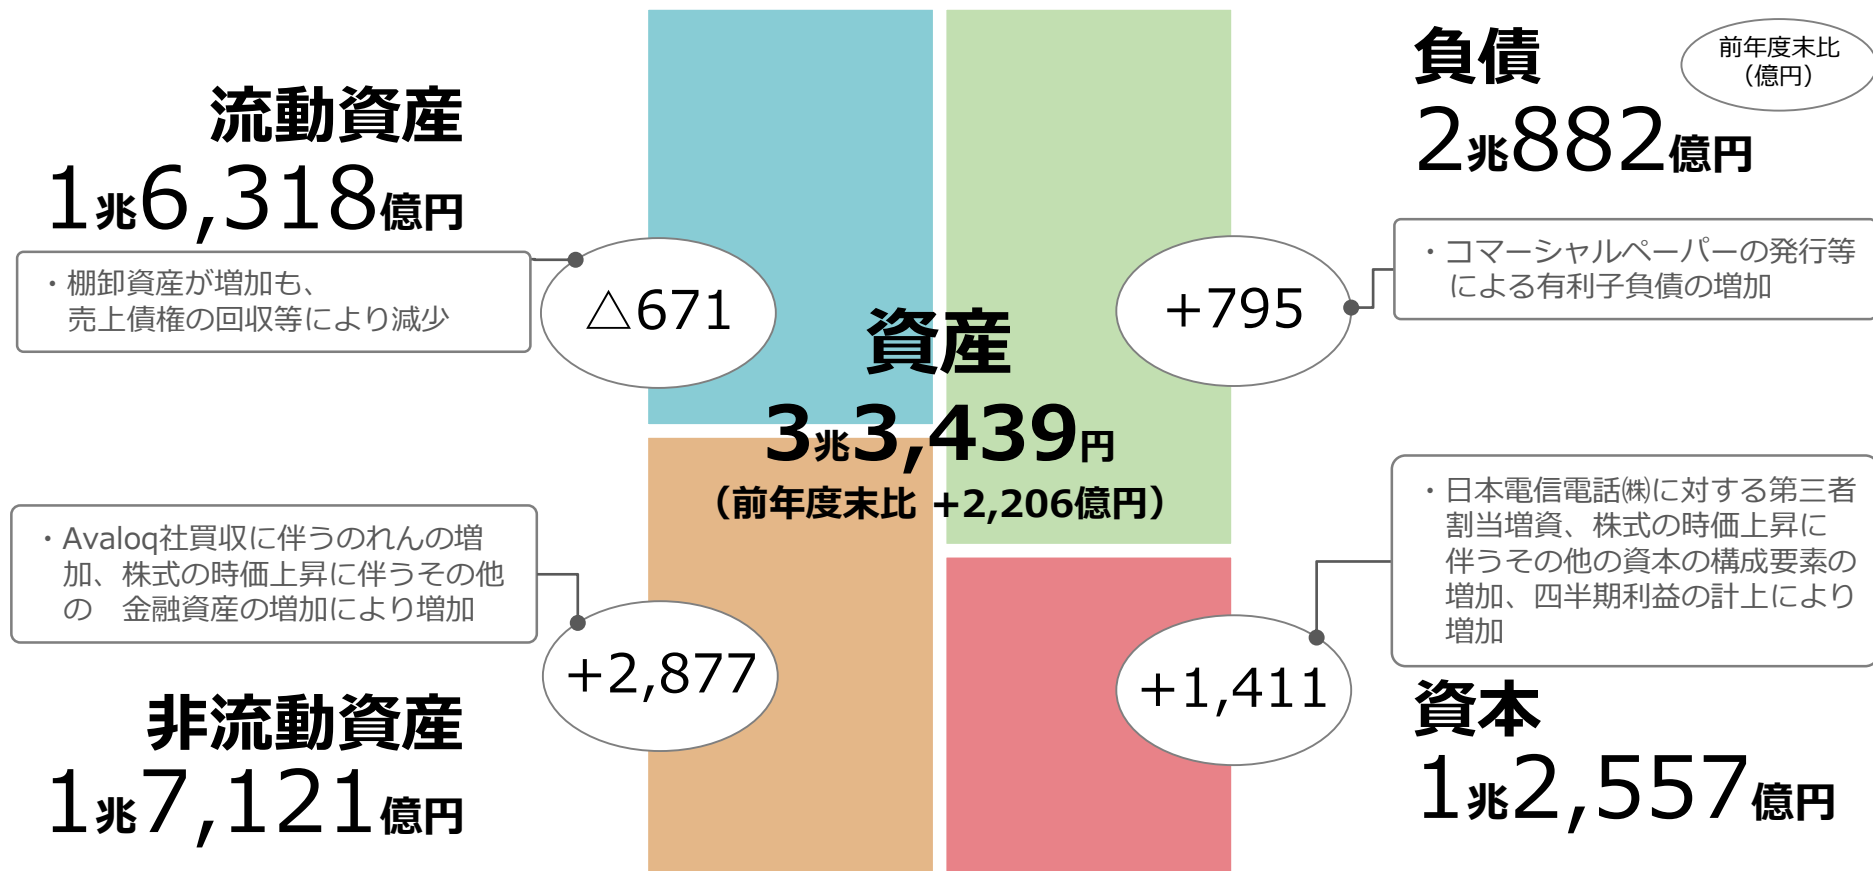 流動資産
1兆6,318億円
・棚卸資産が増加も、
売上債権の回収等により減少
△671
Avaloq社買収に伴うのれんの増
加、株式の時価上昇に伴うその他
の　金融資産の増加により増加
+2,877
非流動資産
1兆7,121億円
資産
3兆3,439円
（前年度末比 +2,206億円）
負債
2兆882億円
前年度末比
（億円）
・コマーシャルペーパーの発行等
による有利子負債の増加
+795
・日本電信電話㈱に対する第三者
割当増資、株式の時価上昇に
伴うその他の資本の構成要素の
増加、四半期利益の計上により
増加
+1,411
資本
1兆2,557億円